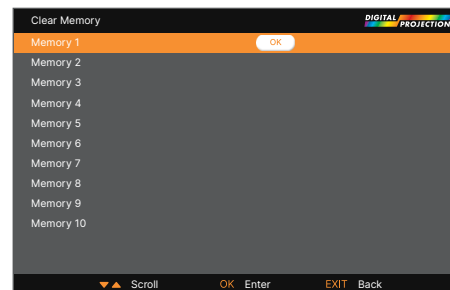 Clear Memory
DIGITAL
PROJECTION
Memory 1 OK
Memory 2
Memory 3
Memory 4
Memory 5
Memory 6
Memory 7
Memory 8
Memory 9
Memory 10
Scroll OK Enter EXIT Back